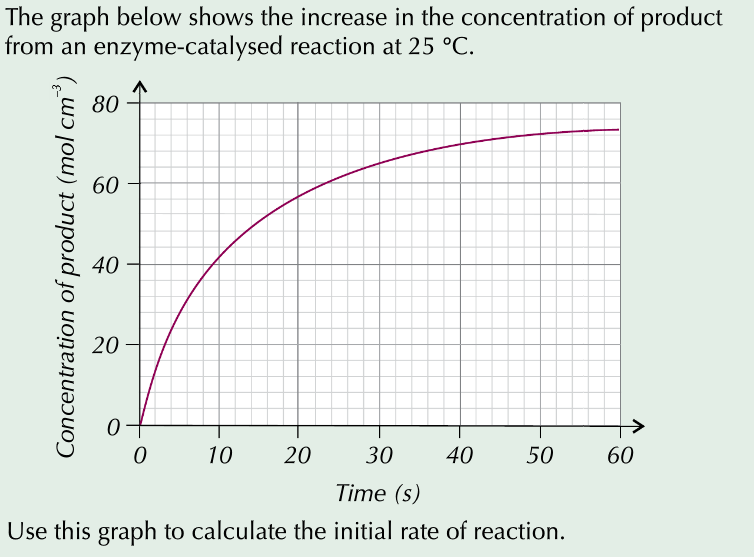 The graph below shows the increase in the concentration of product
from an enzyme-catalysed reaction at 25 °C.
Concentration of product (mol cm⁻³)
80
60
40
20
0
0 10 20 30 40 50 60
Time (s)
Use this graph to calculate the initial rate of reaction.